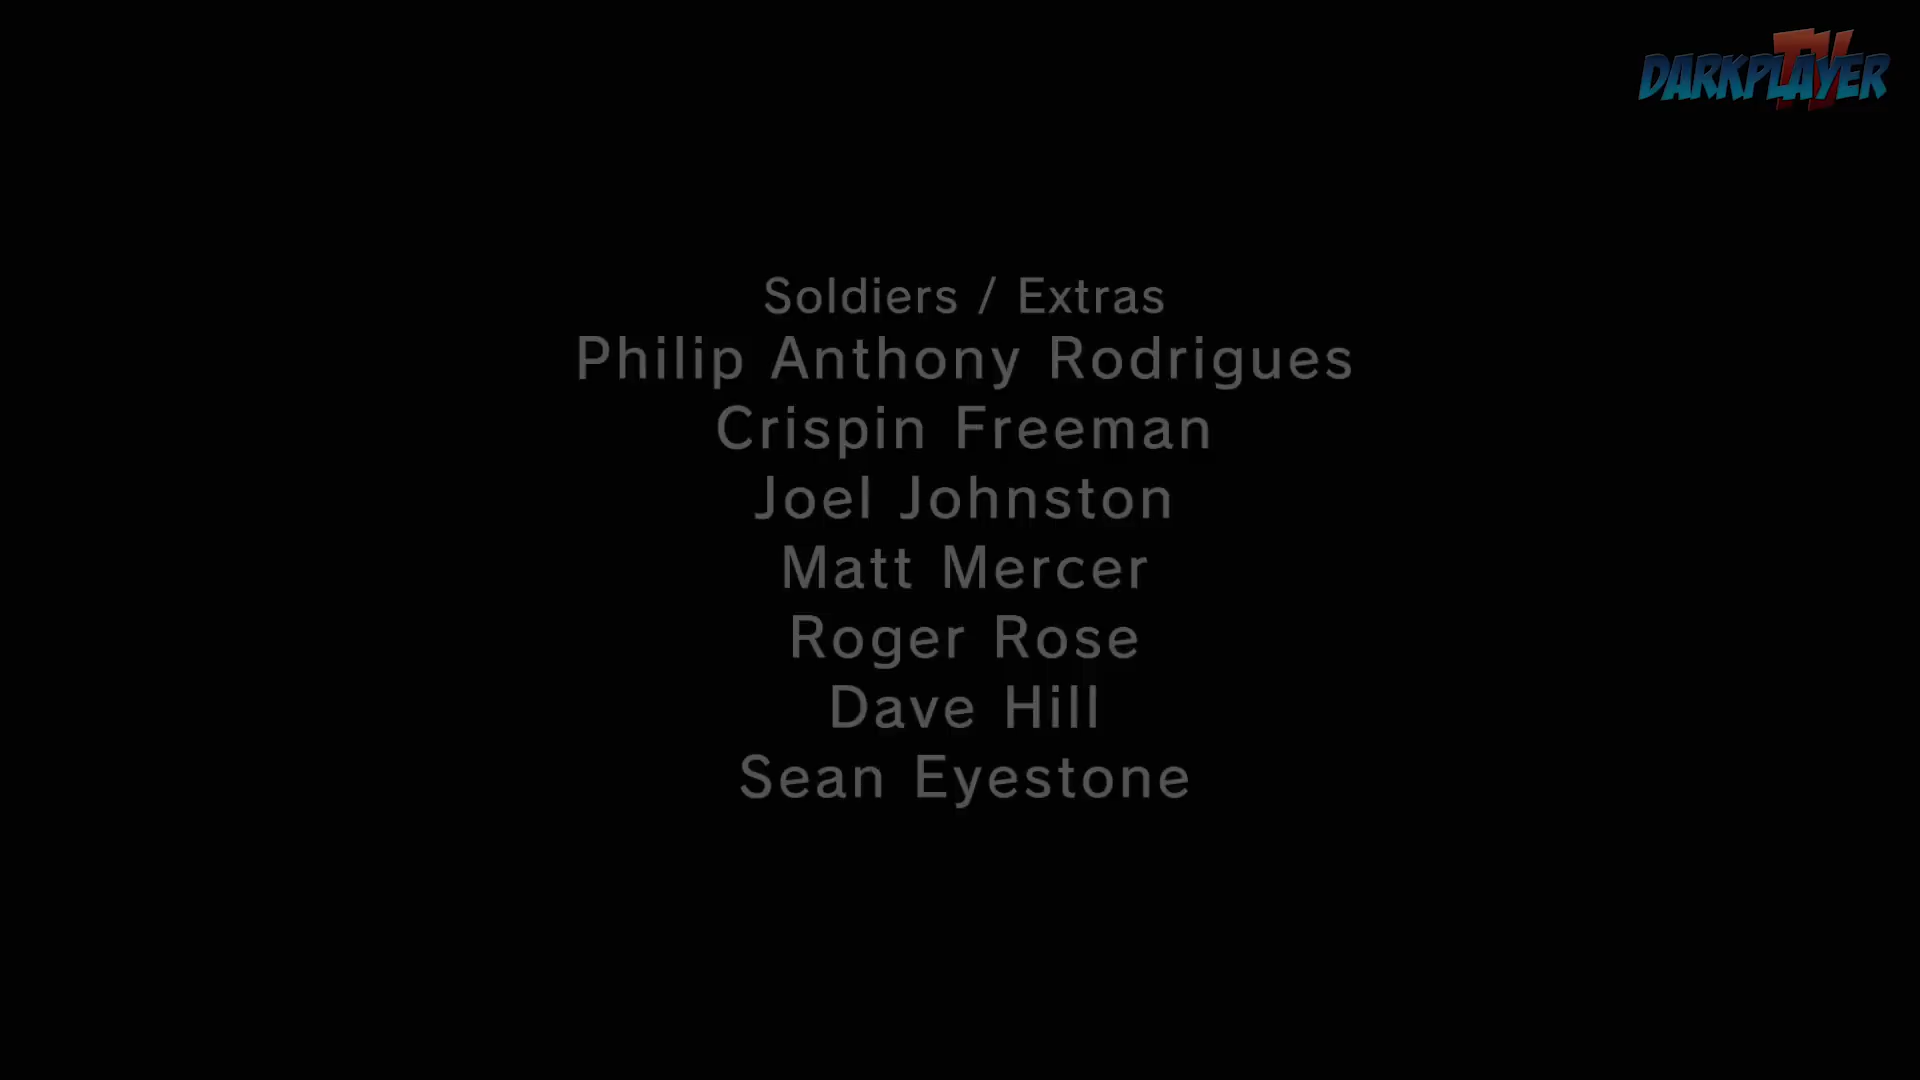 DARKPLAYER TV
Soldiers / Extras
Philip Anthony Rodrigues
Crispin Freeman
Joel Johnston
Matt Mercer
Roger Rose
Dave Hill
Sean Eyestone